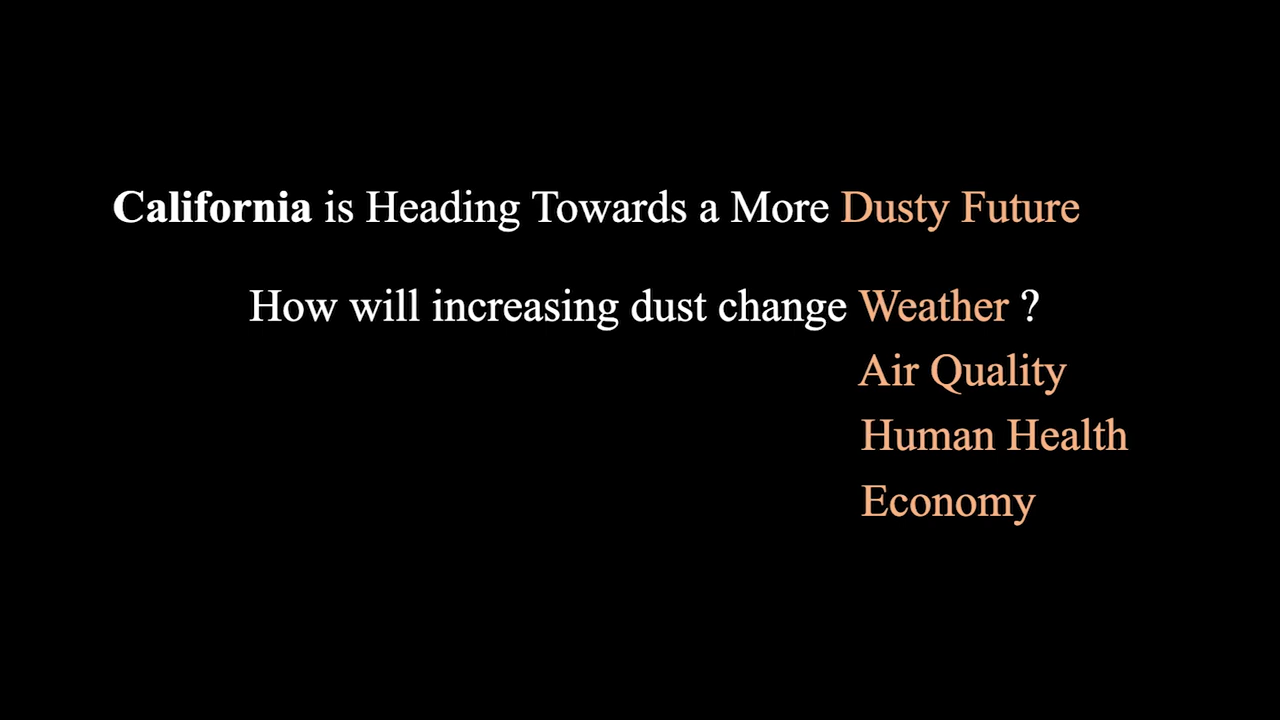 California is Heading Towards a More Dusty Future
How will increasing dust change Weather ?
Air Quality
Human Health
Economy